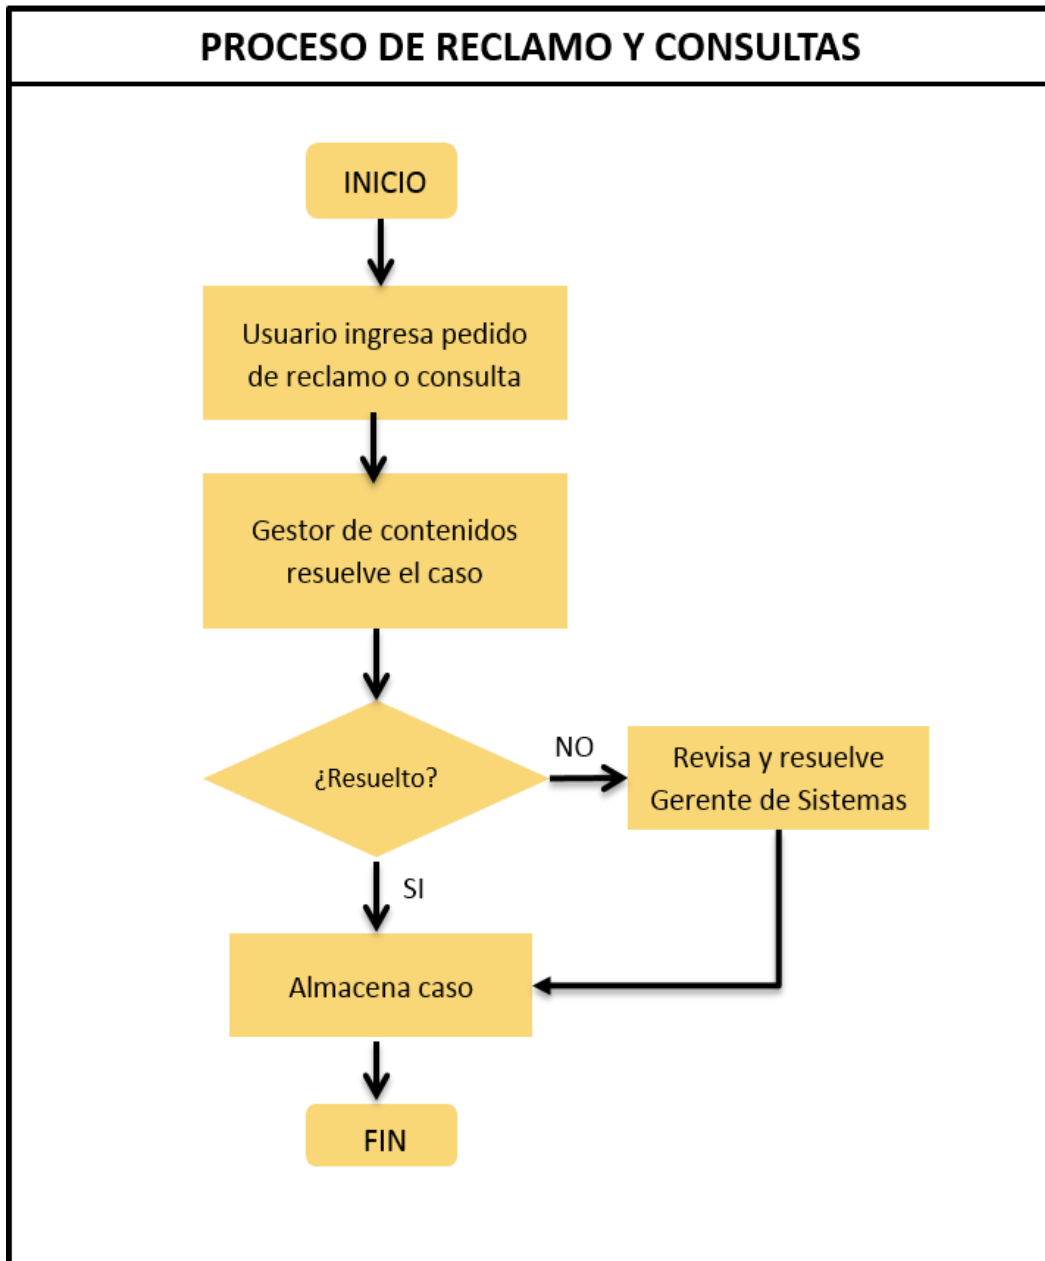 PROCESO DE RECLAMO Y CONSULTAS
INICIO
Usuario ingresa pedido
de reclamo o consulta
Gestor de contenidos
resuelve el caso
¿Resuelto?
NO
Revisa y resuelve
Gerente de Sistemas
SI
Almacena caso
FIN